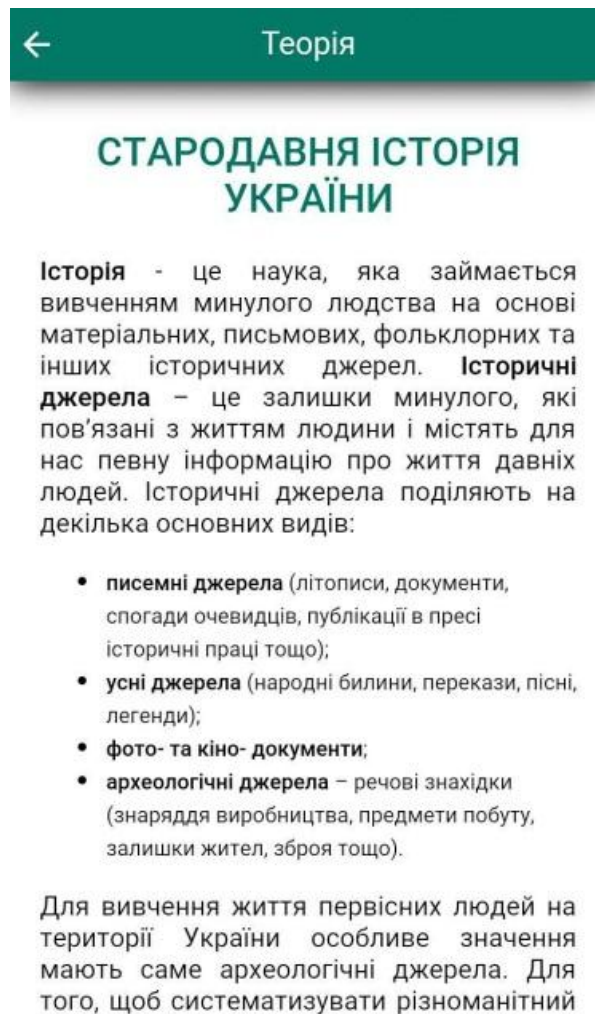 Теорія
СТАРОДАВНЯ ІСТОРІЯ
УКРАЇНИ
Історія - це наука, яка займається
вивченням минулого людства на основі
матеріальних, письмових, фольклорних та
інших історичних джерел. Історичні
джерела – це залишки минулого, які
пов'язані з життям людини і містять для
нас певну інформацію про життя давніх
людей. Історичні джерела поділяють на
декілька основних видів:
• писемні джерела (літописи, документи,
спогади очевидців, публікації в пресі
історичні праці тощо);
• усні джерела (народні билини, перекази, пісні,
легенди);
• фото- та кіно- документи;
• археологічні джерела – речові знахідки
(знаряддя виробництва, предмети побуту,
залишки жител, зброя тощо).
Для вивчення життя первісних людей на
території України особливе значення
мають саме археологічні джерела. Для
того, щоб систематизувати різноманітний